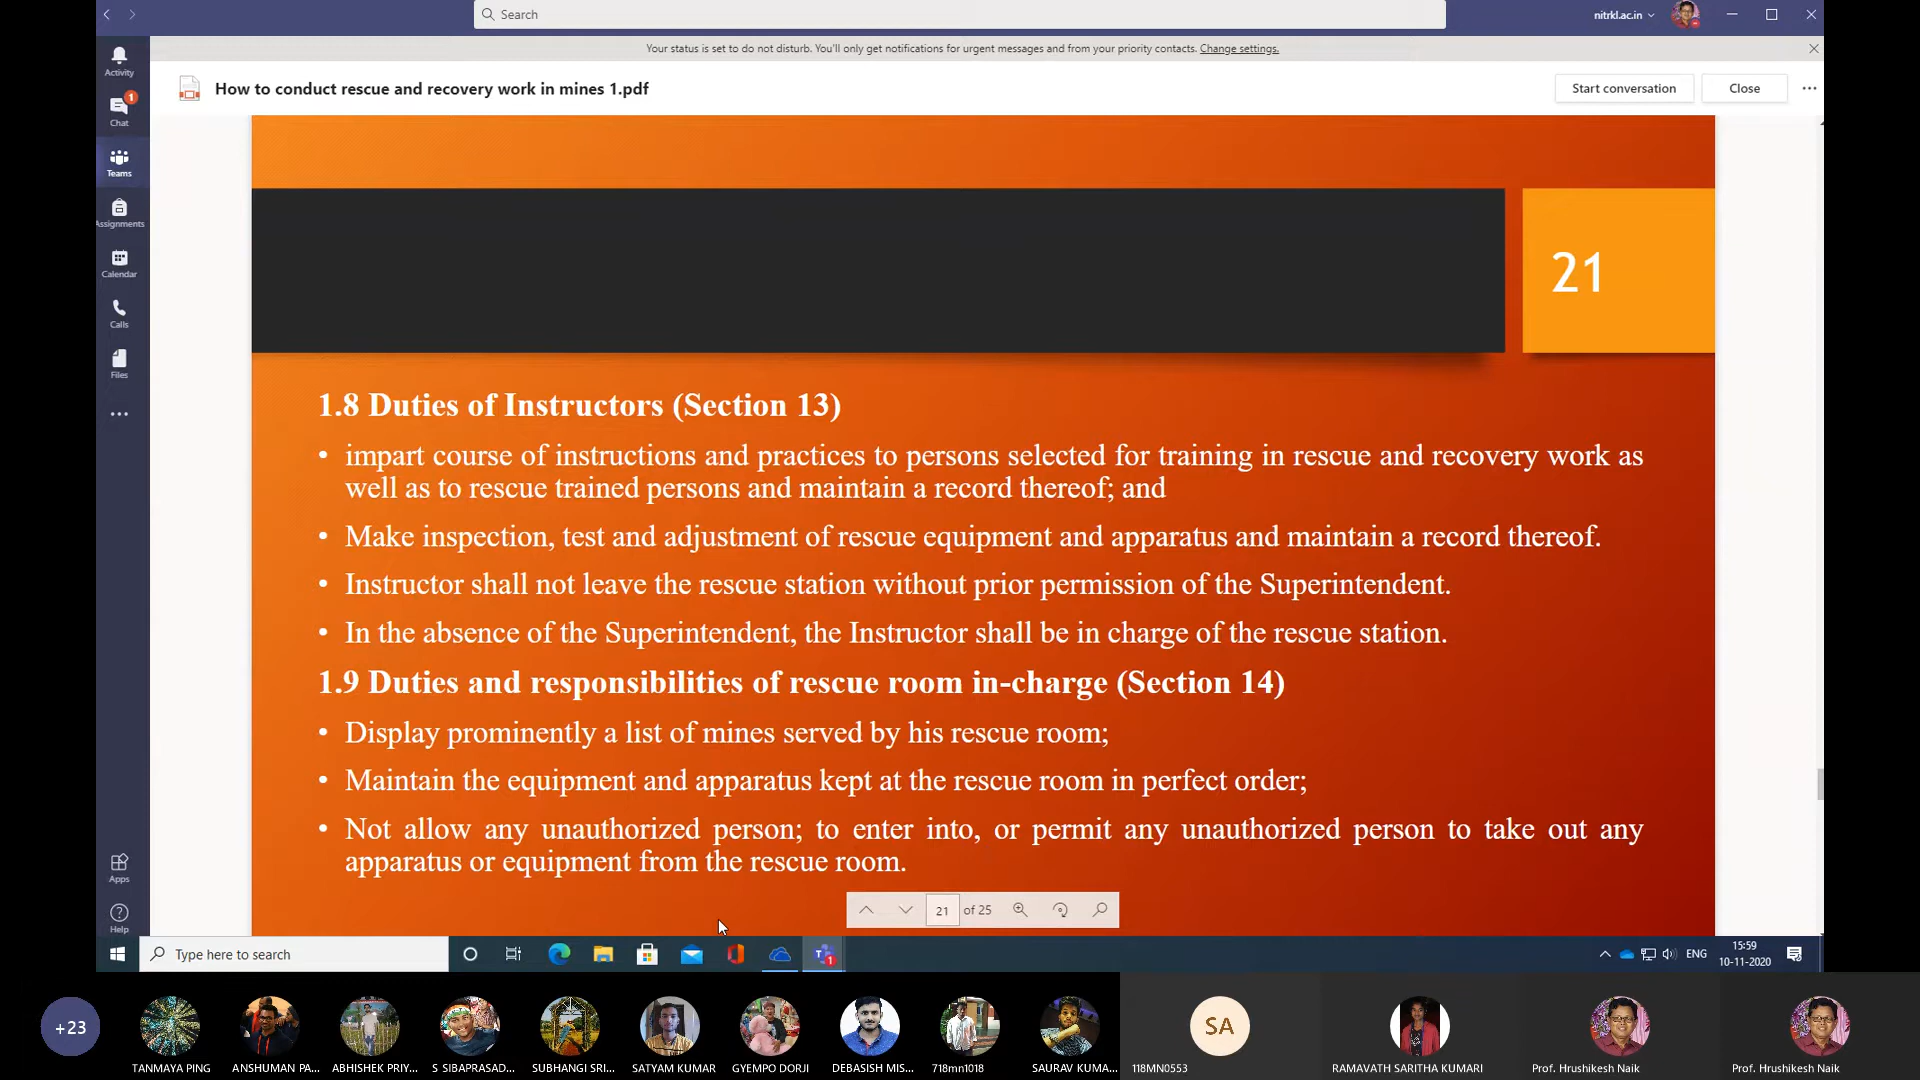 Search
nitrkl.ac.in
Your status is set to do not disturb. You'll only get notifications for urgent messages and from your priority contacts. Change settings.
Activity
How to conduct rescue and recovery work in mines 1.pdf
Start conversation
Close
1
Chat
Teams
Assignments
Calendar
Calls
Files
21
1.8 Duties of Instructors (Section 13)
• impart course of instructions and practices to persons selected for training in rescue and recovery work as
well as to rescue trained persons and maintain a record thereof; and
• Make inspection, test and adjustment of rescue equipment and apparatus and maintain a record thereof.
• Instructor shall not leave the rescue station without prior permission of the Superintendent.
• In the absence of the Superintendent, the Instructor shall be in charge of the rescue station.
1.9 Duties and responsibilities of rescue room in-charge (Section 14)
• Display prominently a list of mines served by his rescue room;
• Maintain the equipment and apparatus kept at the rescue room in perfect order;
• Not allow any unauthorized person; to enter into, or permit any unauthorized person to take out any
apparatus or equipment from the rescue room.
Apps
Help
21 of 25
Type here to search
1
ENG
15:59
10-11-2020
+23
TANMAYA PING
ANSHUMAN PA...
ABHISHEK PRIY...
S SIBAPRASAD...
SUBHANGI SRI...
SATYAM KUMAR
GYEMPO DORJI
DEBASISH MIS...
718mn1018
SAURAV KUMA...
SA
118MN0553
RAMAVATH SARITHA KUMARI
Prof. Hrushikesh Naik
Prof. Hrushikesh Naik